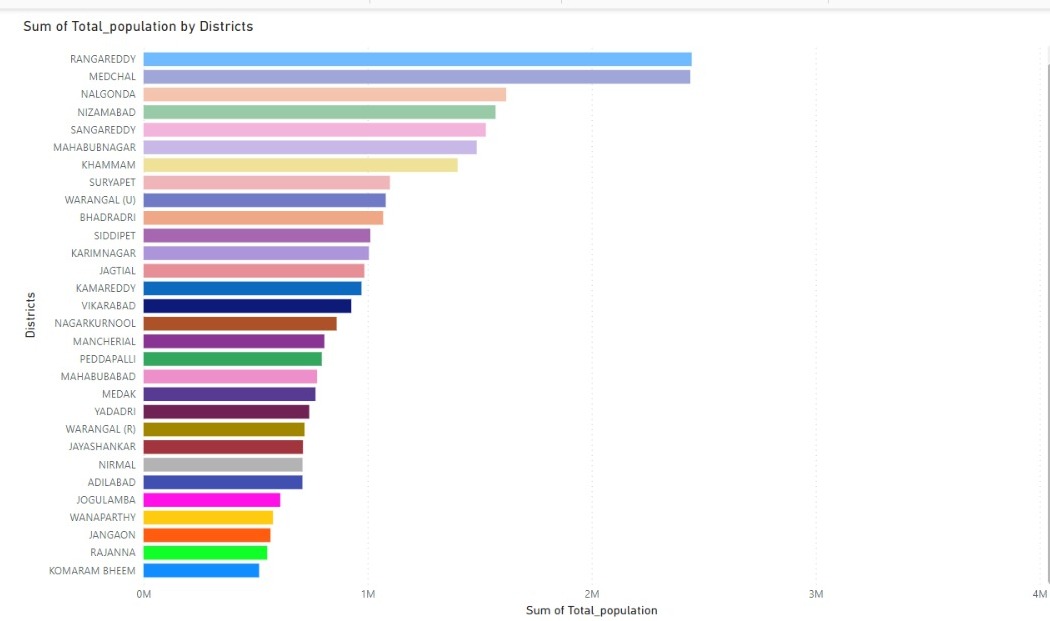 Sum of Total_population by Districts
RANGAREDDY
MEDCHAL
NALGONDA
NIZAMABAD
SANGAREDDY
MAHABUBNAGAR
KHAMMAM
SURYAPET
WARANGAL (U)
BHADRADRI
SIDDIPET
KARIMNAGAR
JAGTIAL
KAMAREDDY
VIKARABAD
NAGARKURNOOL
MANCHERIAL
PEDDAPALLI
MAHABUBABAD
MEDAK
YADADRI
WARANGAL (R)
JAYASHANKAR
NIRMAL
ADILABAD
JOGULAMBA
WANAPARTHY
JANGAON
RAJANNA
KOMARAM BHEEM
Districts
0M 1M 2M 3M 4M
Sum of Total_population